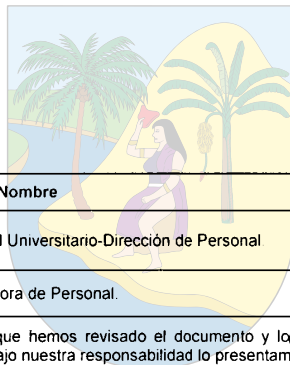 Nombre
l Universitario-Dirección de Personal
ora de Personal.
que hemos revisado el documento y lo
ajo nuestra responsabilidad lo presentam